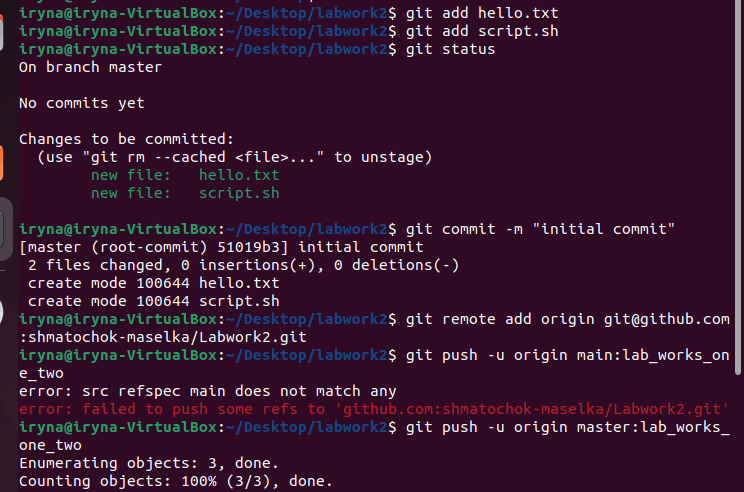 iryna@iryna-VirtualBox:~/Desktop/labwork2$ git add hello.txt
iryna@iryna-VirtualBox:~/Desktop/labwork2$ git add script.sh
iryna@iryna-VirtualBox:~/Desktop/labwork2$ git status
On branch master

No commits yet

Changes to be committed:
  (use "git rm --cached <file>..." to unstage)
        new file:   hello.txt
        new file:   script.sh

iryna@iryna-VirtualBox:~/Desktop/labwork2$ git commit -m "initial commit"
[master (root-commit) 51019b3] initial commit
 2 files changed, 0 insertions(+), 0 deletions(-)
 create mode 100644 hello.txt
 create mode 100644 script.sh
iryna@iryna-VirtualBox:~/Desktop/labwork2$ git remote add origin git@github.com
:shmatochok-maselka/Labwork2.git
iryna@iryna-VirtualBox:~/Desktop/labwork2$ git push -u origin main:lab_works_on
e_two
error: src refspec main does not match any
error: failed to push some refs to 'github.com:shmatochok-maselka/Labwork2.git'
iryna@iryna-VirtualBox:~/Desktop/labwork2$ git push -u origin master:lab_works_
one_two
Enumerating objects: 3, done.
Counting objects: 100% (3/3), done.